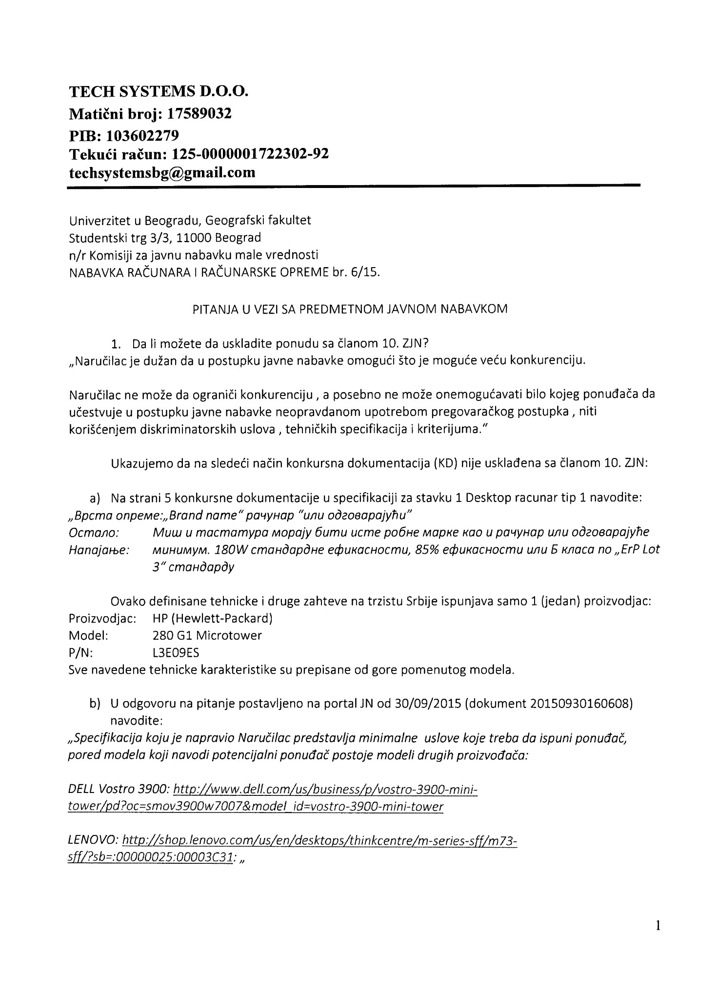 TECH SYSTEMS D.O.O.
Matični broj: 17589032
PIB: 103602279
Tekući račun: 125-0000001722302-92
techsystemsbg@gmail.com
Univerzitet u Beogradu, Geografski fakultet
Studentski trg 3/3, 11000 Beograd
n/r Komisiji za javnu nabavku male vrednosti
NABAVKA RAČUNARA I RAČUNARSKE OPREME br. 6/15.
PITANJA U VEZI SA PREDMETNOM JAVNOM NABAVKOM
1. Da li možete da uskladite ponudu sa članom 10. ZJN?
„Naručilac je dužan da u postupku javne nabavke omogući što je moguće veću konkurenciju.
Naručilac ne može da ograniči konkurenciju , a posebno ne može onemogućavati bilo kojeg ponuđača da
učestvuje u postupku javne nabavke neopravdanom upotrebom pregovaračkog postupka , niti
korišćenjem diskriminatorskih uslova , tehničkih specifikacija i kriterijuma.“
Ukazujemo da na sledeći način konkursna dokumentacija (KD) nije usklađena sa članom 10. ZJN:
a) Na strani 5 konkursne dokumentacije u specifikaciji za stavku 1 Desktop racunar tip 1 navodite:
„Врста опреме:„Brand name“ рачунар “или одговарајући”
Остало: Миш и тастатура морају бити исте робне марке као и рачунар или одговарајуће
Напајање: минимум. 180W стандардне ефикасности, 85% ефикасности или Б класа по „ErP Lot
3“ стандарду
Ovako definisane tehnicke i druge zahteve na trzistu Srbije ispunjava samo 1 (jedan) proizvodjac:
Proizvodjac: HP (Hewlett-Packard)
Model: 280 G1 Microtower
P/N: L3E09ES
Sve navedene tehnicke karakteristike su prepisane od gore pomenutog modela.
b) U odgovoru na pitanje postavljeno na portal JN od 30/09/2015 (dokument 20150930160608)
navodite:
„Specifikacija koju je napravio Naručilac predstavlja minimalne uslove koje treba da ispuni ponuđač,
pored modela koji navodi potencijalni ponuđač postoje modeli drugih proizvođača:
DELL Vostro 3900: http://www.dell.com/us/business/p/vostro-3900-mini-
tower/pd?oc=smov3900w7007&model_id=vostro-3900-mini-tower
LENOVO: http://shop.lenovo.com/us/en/desktops/thinkcentre/m-series-sff/m73-
sff/?sb=:00000025:00003C31: „
1